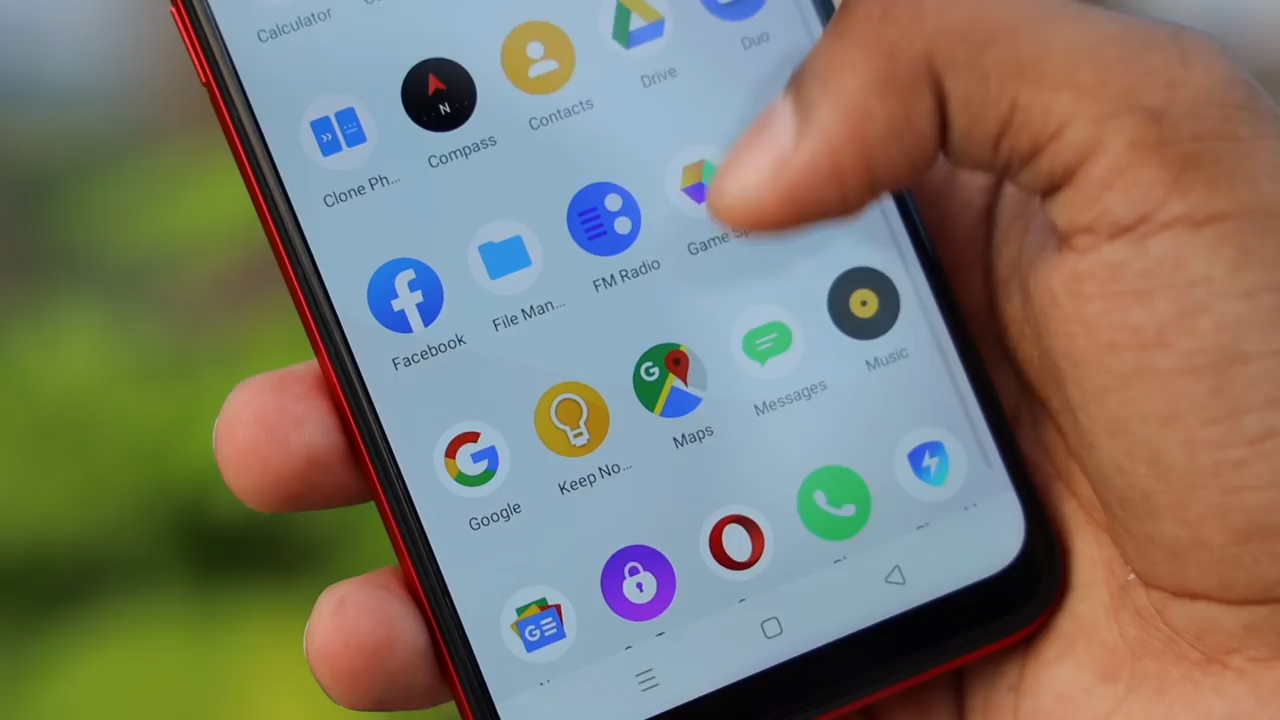 Calculator
Clone Ph...
Compass
N
Contacts
Drive
Duo
Facebook
File Man...
FM Radio
Game Sp
Google
G
Keep No...
Maps
Messages
Music
GE